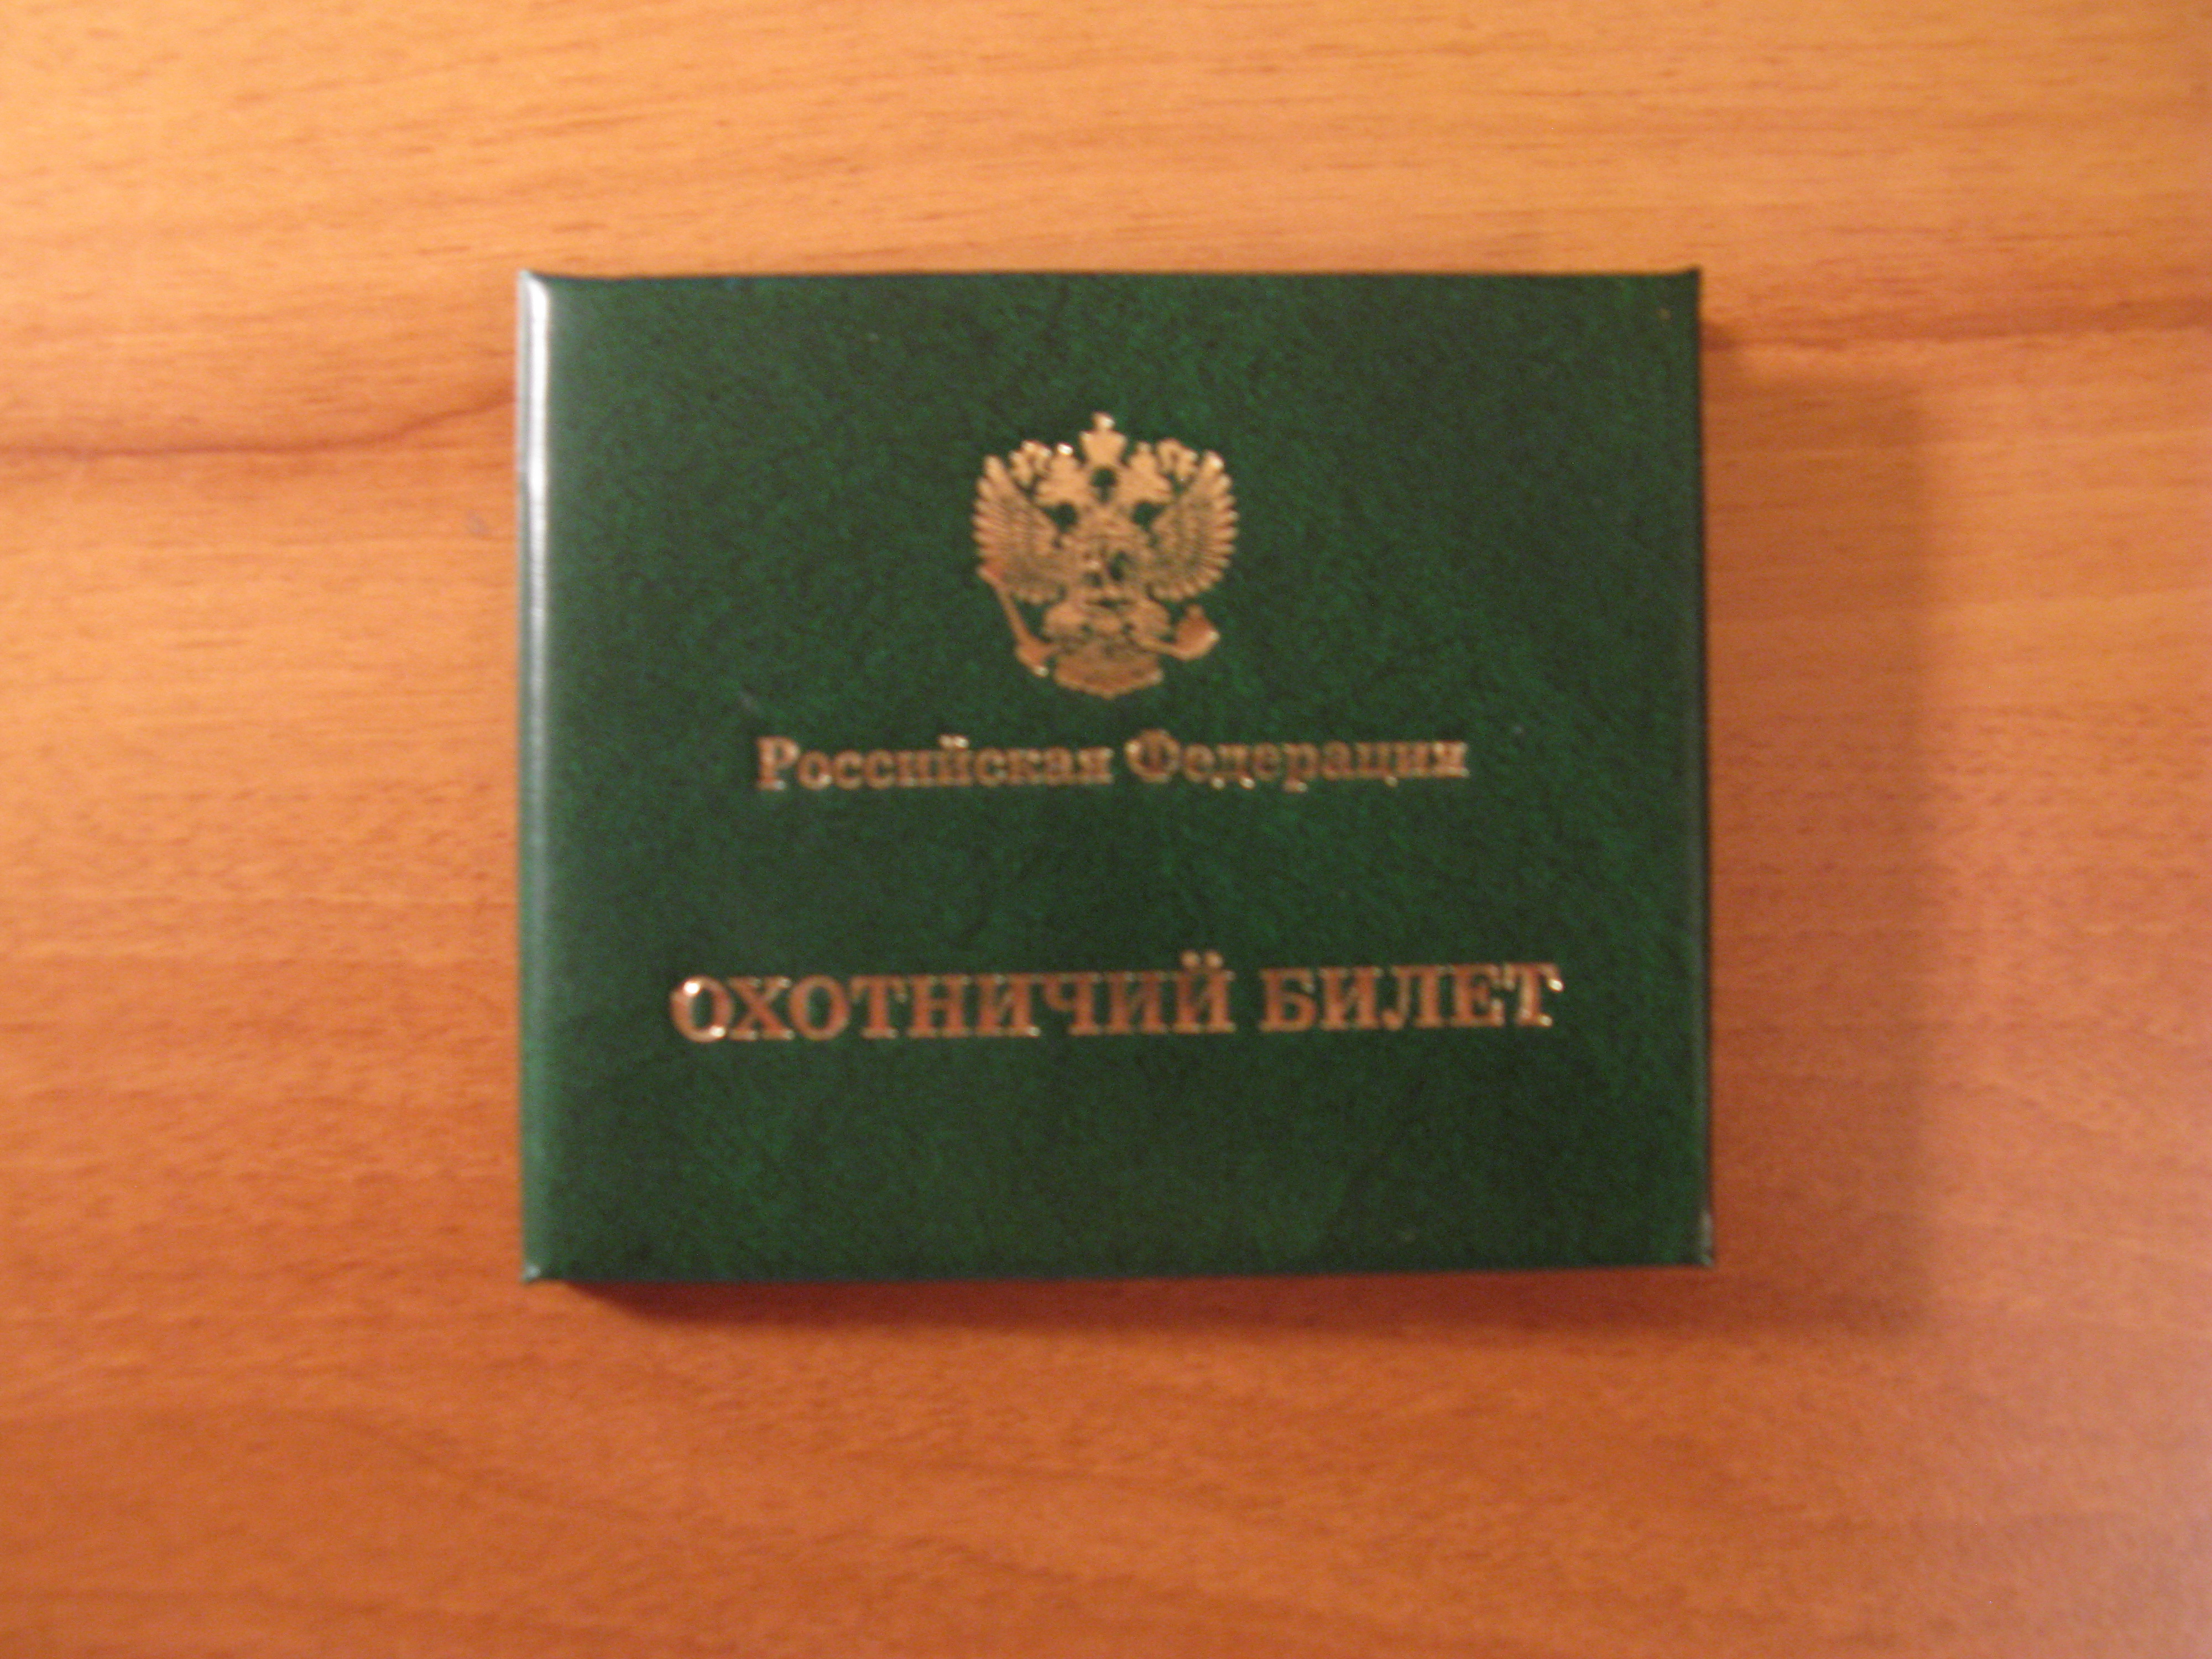 Российская Федерация
ОХОТНИЧИЙ БИЛЕТ